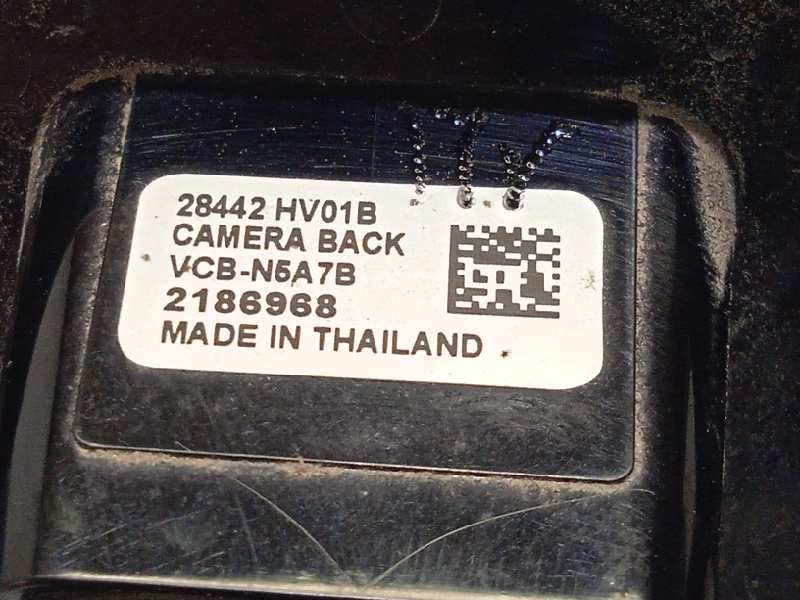 28442 HV01B
CAMERA BACK
VCB-N5A7B
2186968
MADE IN THAILAND